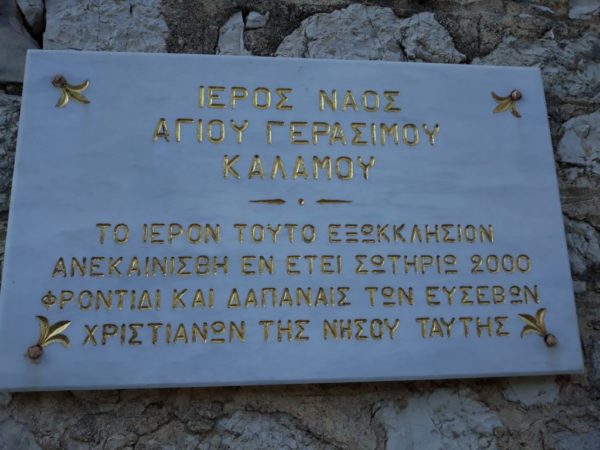 ΙΕΡΟΣ ΝΑΟΣ
ΑΓΙΟΥ ΓΕΡΑΣΙΜΟΥ
ΚΑΛΑΜΟΥ
ΤΟ ΙΕΡΟΝ ΤΟΥΤΟ ΕΞΩΚΚΛΗΣΙΟΝ
ΑΝΕΚΑΙΝΙΣΘΗ ΕΝ ΕΤΕΙ ΣΩΤΗΡΙΩ 2000
ΦΡΟΝΤΙΔΙ ΚΑΙ ΔΑΠΑΝΑΙΣ ΤΩΝ ΕΥΣΕΒΩΝ
ΧΡΙΣΤΙΑΝΩΝ ΤΗΣ ΝΗΣΟΥ ΤΑΥΤΗΣ